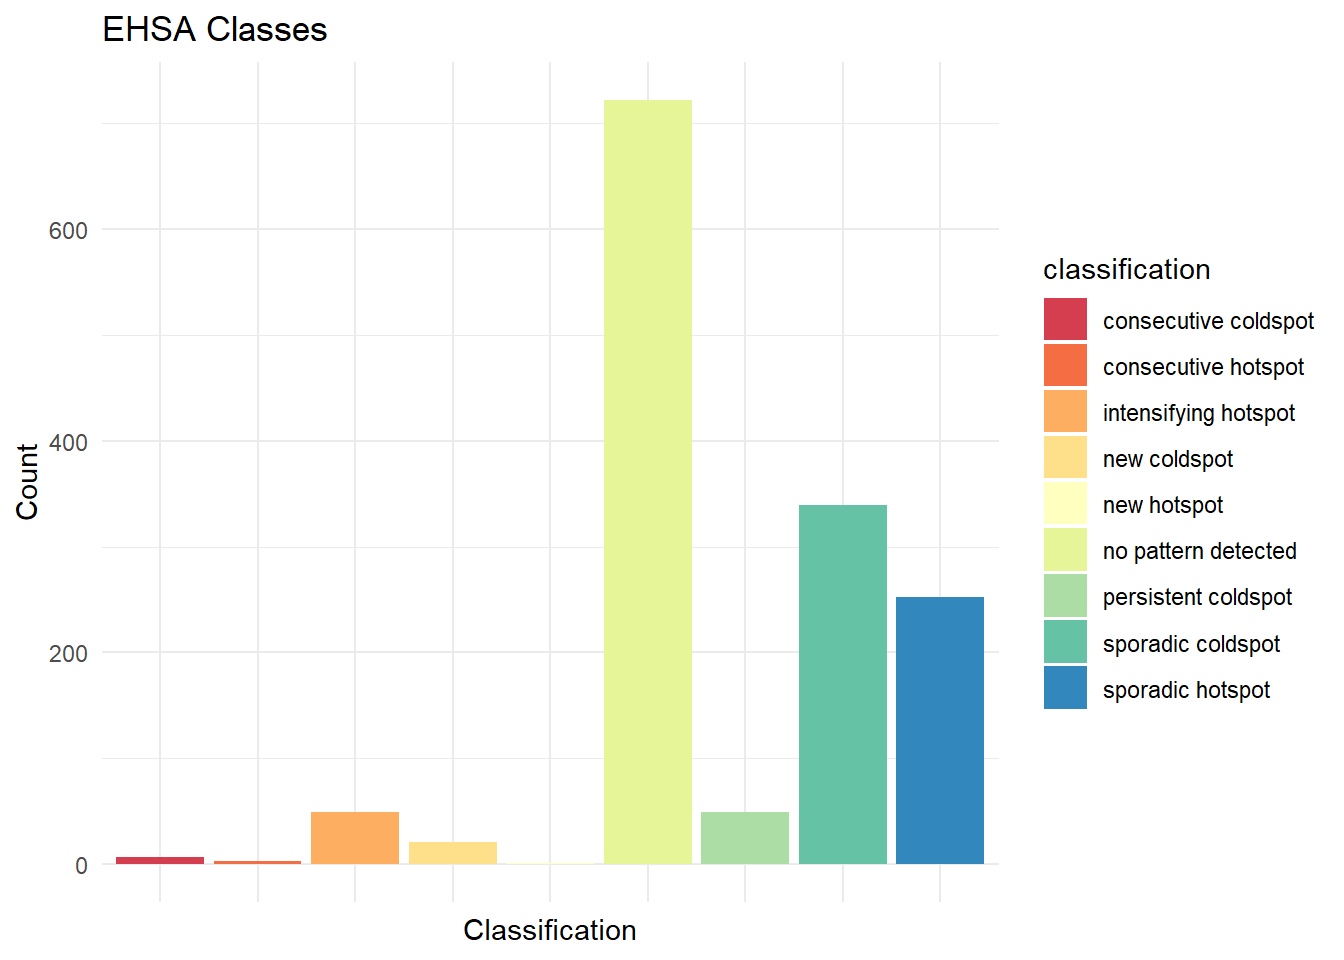 EHSA Classes
600
400
200
0
Count
Classification
classification
consecutive coldspot
consecutive hotspot
intensifying hotspot
new coldspot
new hotspot
no pattern detected
persistent coldspot
sporadic coldspot
sporadic hotspot